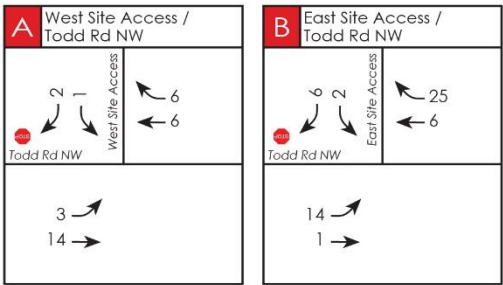 A
West Site Access /
Todd Rd NW
2
1
West Site Access
6
6
STOP
Todd Rd NW
3
14
B
East Site Access /
Todd Rd NW
6
2
East Site Access
25
6
STOP
Todd Rd NW
14
1